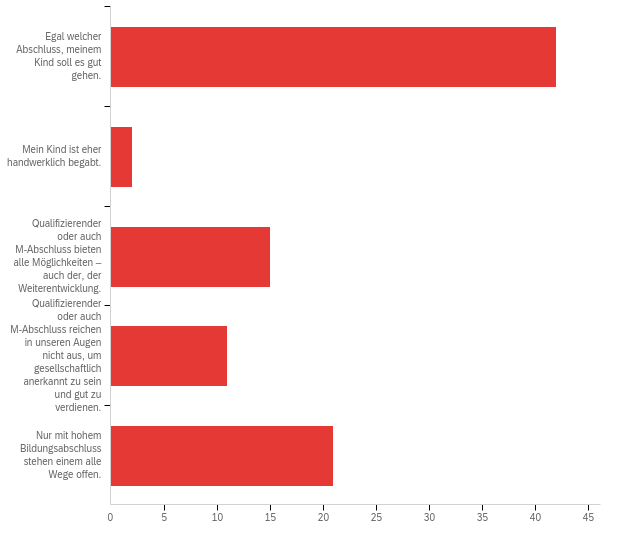 Egal welcher
Abschluss, meinem
Kind soll es gut
gehen.
Mein Kind ist eher
handwerklich begabt.
Qualifizierender
oder auch
M-Abschluss bieten
alle Möglichkeiten –
auch der, der
Weiterentwicklung.
Qualifizierender
oder auch
M-Abschluss reichen
in unseren Augen
nicht aus, um
gesellschaftlich
anerkannt zu sein
und gut zu
verdienen.
Nur mit hohem
Bildungsabschluss
stehen einem alle
Wege offen.
0 5 10 15 20 25 30 35 40 45